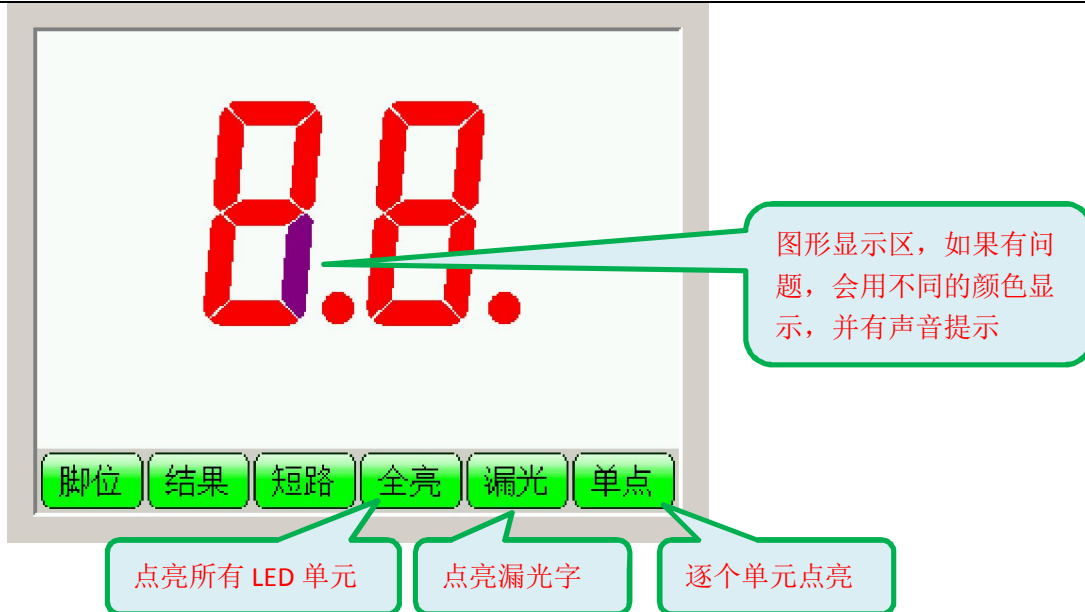 8.8.
图形显示区，如果有问
题，会用不同的颜色显
示，并有声音提示
脚位 结果 短路 全亮 漏光 单点
点亮所有 LED 单元 点亮漏光字 逐个单元点亮